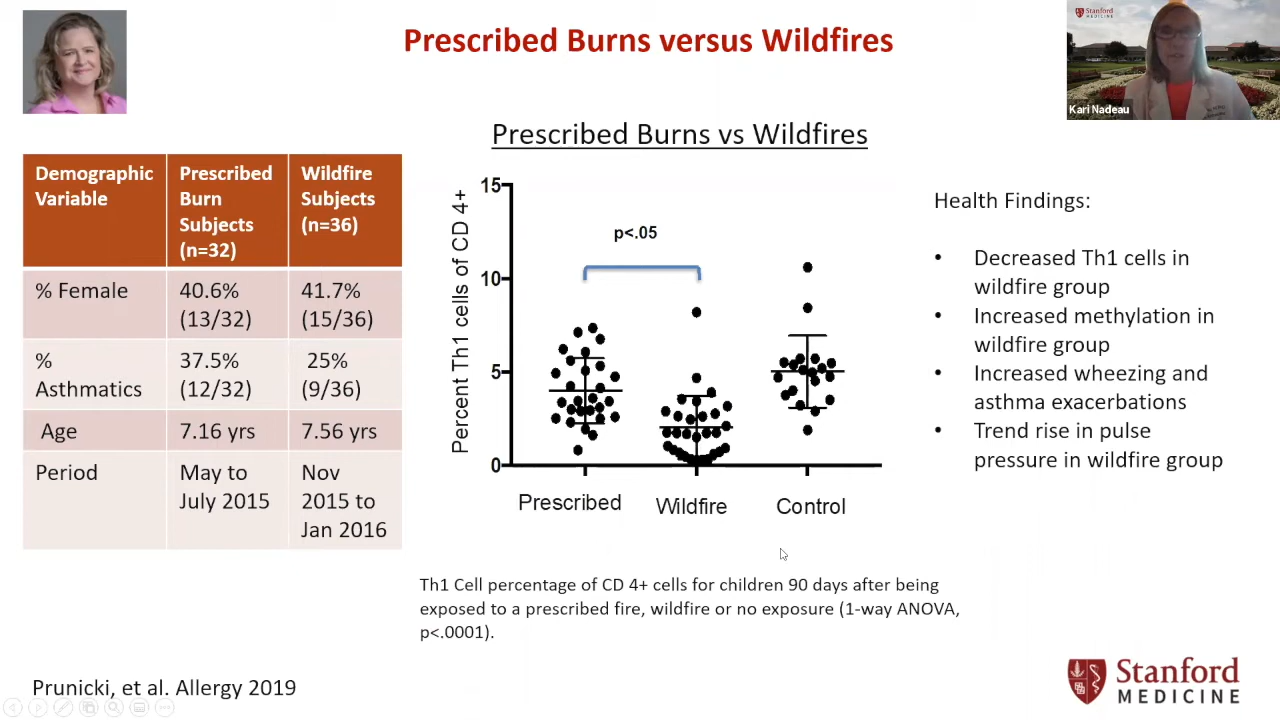 Prescribed Burns versus Wildfires
Stanford
MEDICINE
Kari Nadeau
Demographic
Variable
Prescribed
Burn
Subjects
(n=32)
Wildfire
Subjects
(n=36)
% Female
40.6%
(13/32)
41.7%
(15/36)
%
Asthmatics
37.5%
(12/32)
25%
(9/36)
Age
7.16 yrs
7.56 yrs
Period
May to
July 2015
Nov
2015 to
Jan 2016
Prescribed Burns vs Wildfires
Percent Th1 cells of CD 4+
15
10
5
0
p<.05
Prescribed
Wildfire
Control
Th1 Cell percentage of CD 4+ cells for children 90 days after being
exposed to a prescribed fire, wildfire or no exposure (1-way ANOVA,
p<.0001).
Health Findings:
• Decreased Th1 cells in
wildfire group
• Increased methylation in
wildfire group
• Increased wheezing and
asthma exacerbations
• Trend rise in pulse
pressure in wildfire group
Prunicki, et al. Allergy 2019
Stanford
MEDICINE